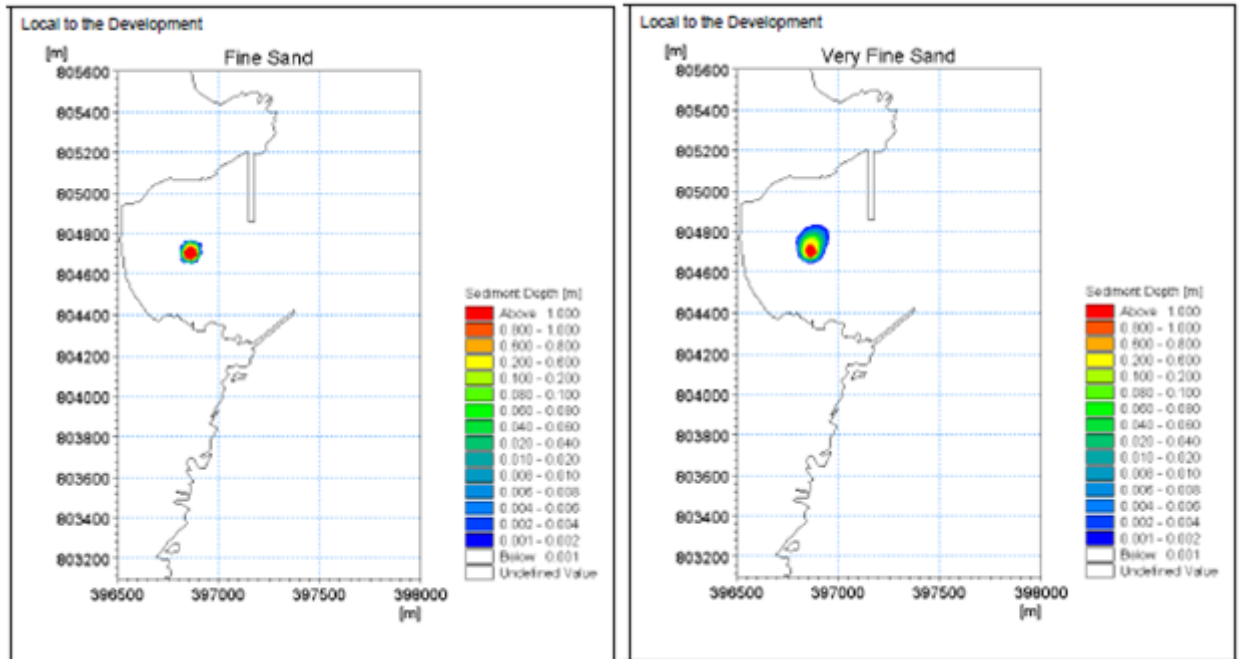 Local to the Development
[m]
Fine Sand
805600
805400
805200
805000
804800
804600
804400
804200
804000
803800
803600
803400
803200
396500 397000 397500 398000
[m]
Sediment Depth [m]
Above 1.000
0.800 - 1.000
0.600 - 0.800
0.200 - 0.600
0.100 - 0.200
0.080 - 0.100
0.060 - 0.080
0.040 - 0.060
0.020 - 0.040
0.010 - 0.020
0.008 - 0.010
0.006 - 0.008
0.004 - 0.006
0.002 - 0.004
0.001 - 0.002
Below 0.001
Undefined Value
Local to the Development
[m]
Very Fine Sand
805600
805400
805200
805000
804800
804600
804400
804200
804000
803800
803600
803400
803200
396500 397000 397500 398000
[m]
Sediment Depth [m]
Above 1.000
0.800 - 1.000
0.600 - 0.800
0.200 - 0.600
0.100 - 0.200
0.080 - 0.100
0.060 - 0.080
0.040 - 0.060
0.020 - 0.040
0.010 - 0.020
0.008 - 0.010
0.006 - 0.008
0.004 - 0.006
0.002 - 0.004
0.001 - 0.002
Below 0.001
Undefined Value